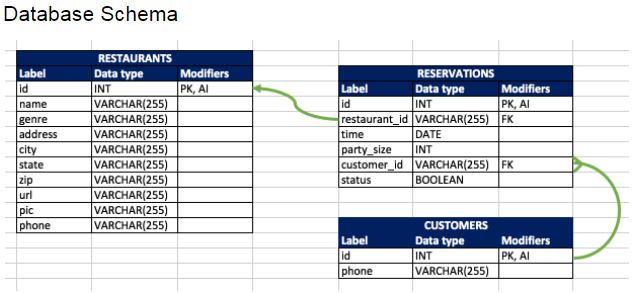 Database Schema
RESTAURANTS
Label Data type Modifiers
id INT PK, AI
name VARCHAR(255)
genre VARCHAR(255)
address VARCHAR(255)
city VARCHAR(255)
state VARCHAR(255)
zip VARCHAR(255)
url VARCHAR(255)
pic VARCHAR(255)
phone VARCHAR(255)
RESERVATIONS
Label Data type Modifiers
id INT PK, AI
restaurant_id VARCHAR(255) FK
time DATE
party_size INT
customer_id VARCHAR(255) FK
status BOOLEAN
CUSTOMERS
Label Data type Modifiers
id INT PK, AI
phone VARCHAR(255)